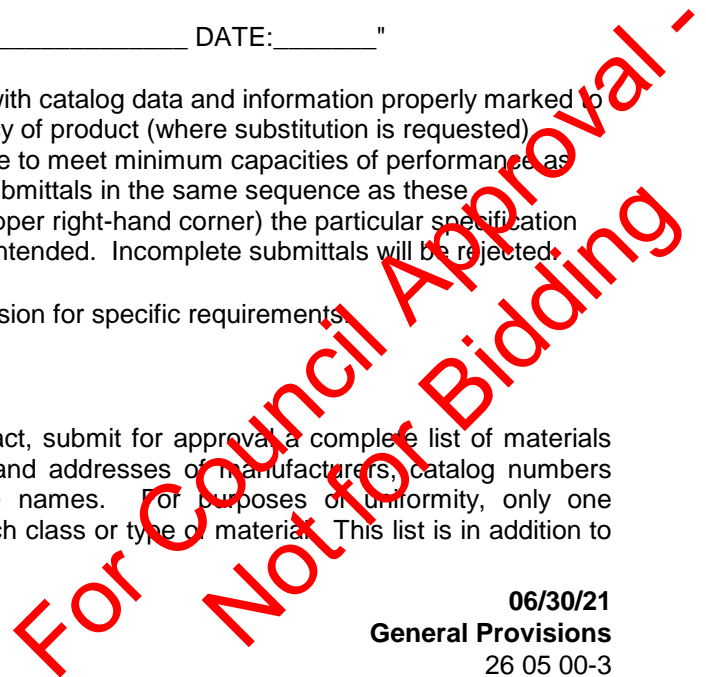 _____________ DATE:_______"
with catalog data and information properly marked to
cy of product (where substitution is requested)
e to meet minimum capacities of performance as
ubmittals in the same sequence as these
pper right-hand corner) the particular specification
ntended. Incomplete submittals will be rejected.
sion for specific requirements.
act, submit for approval a complete list of materials
and addresses of manufacturers, catalog numbers
names. For purposes of uniformity, only one
ch class or type of material. This list is in addition to
For Council Approval -
Not for Bidding
06/30/21
General Provisions
26 05 00-3